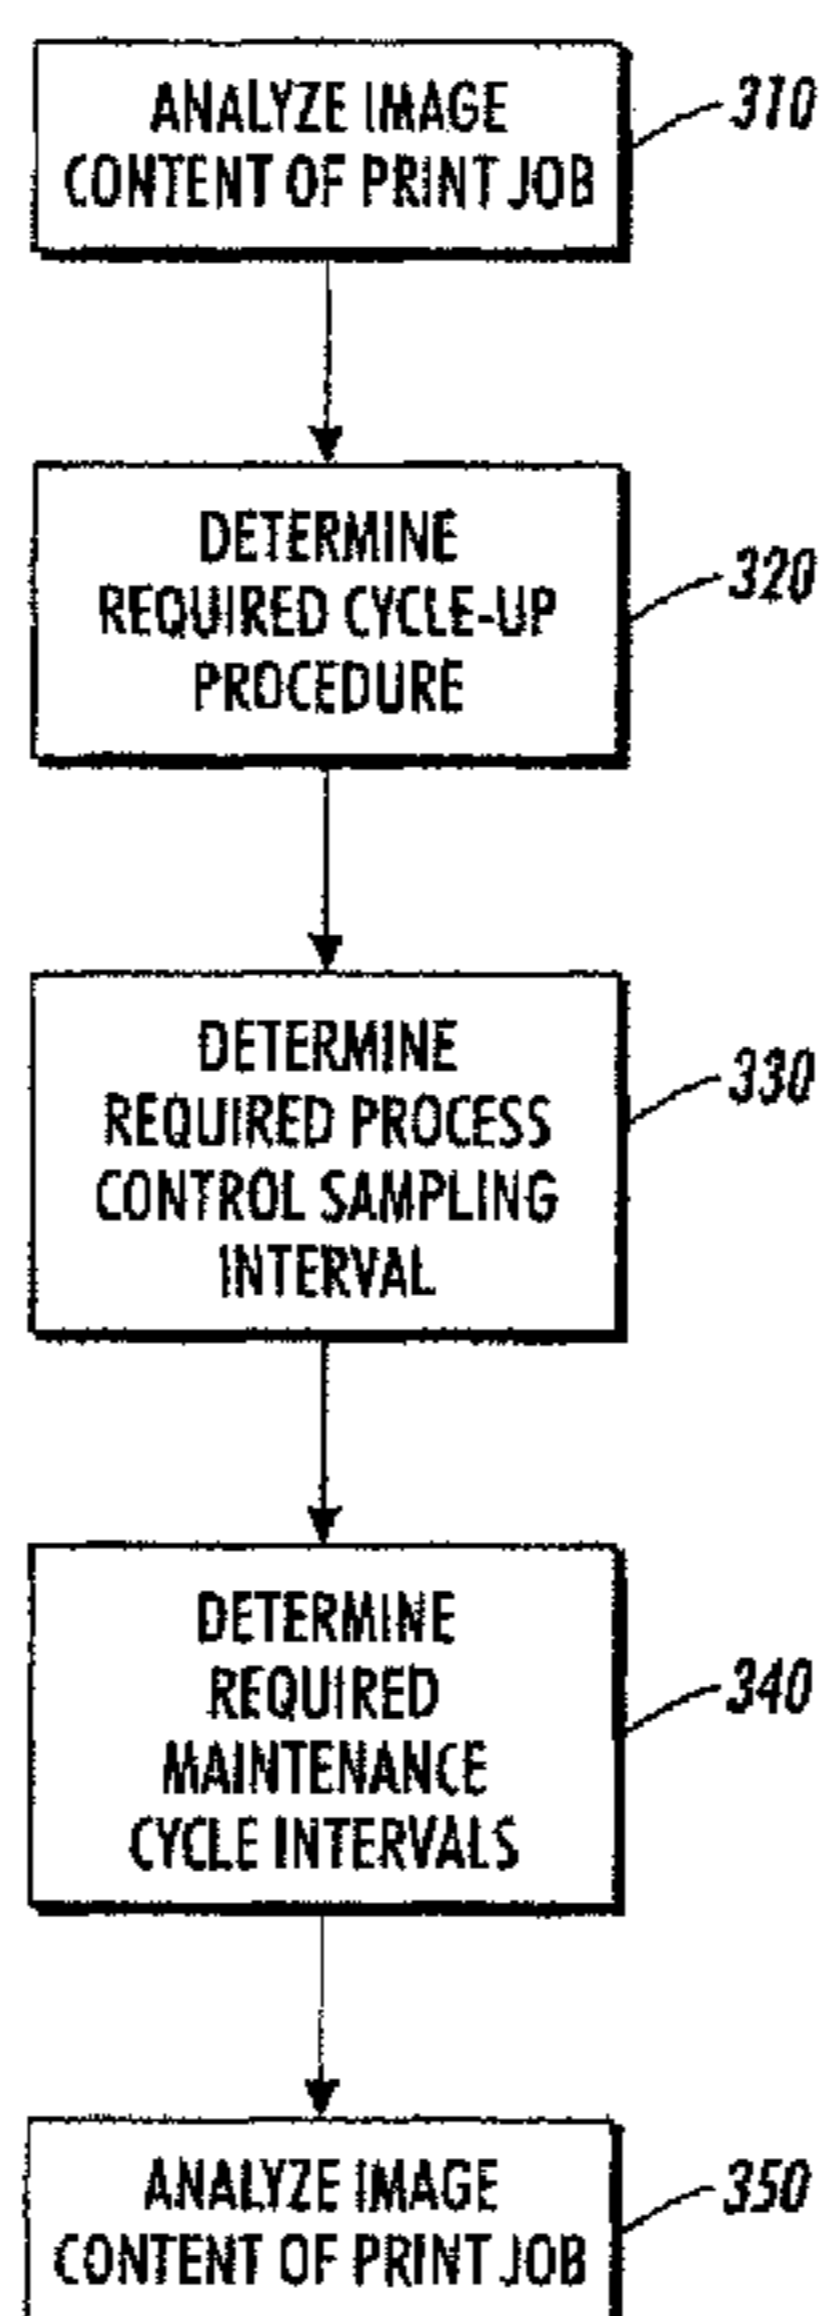 ANALYZE IMAGE
CONTENT OF PRINT JOB
310
DETERMINE
REQUIRED CYCLE-UP
PROCEDURE
320
DETERMINE
REQUIRED PROCESS
CONTROL SAMPLING
INTERVAL
330
DETERMINE
REQUIRED
MAINTENANCE
CYCLE INTERVALS
340
ANALYZE IMAGE
CONTENT OF PRINT JOB
350